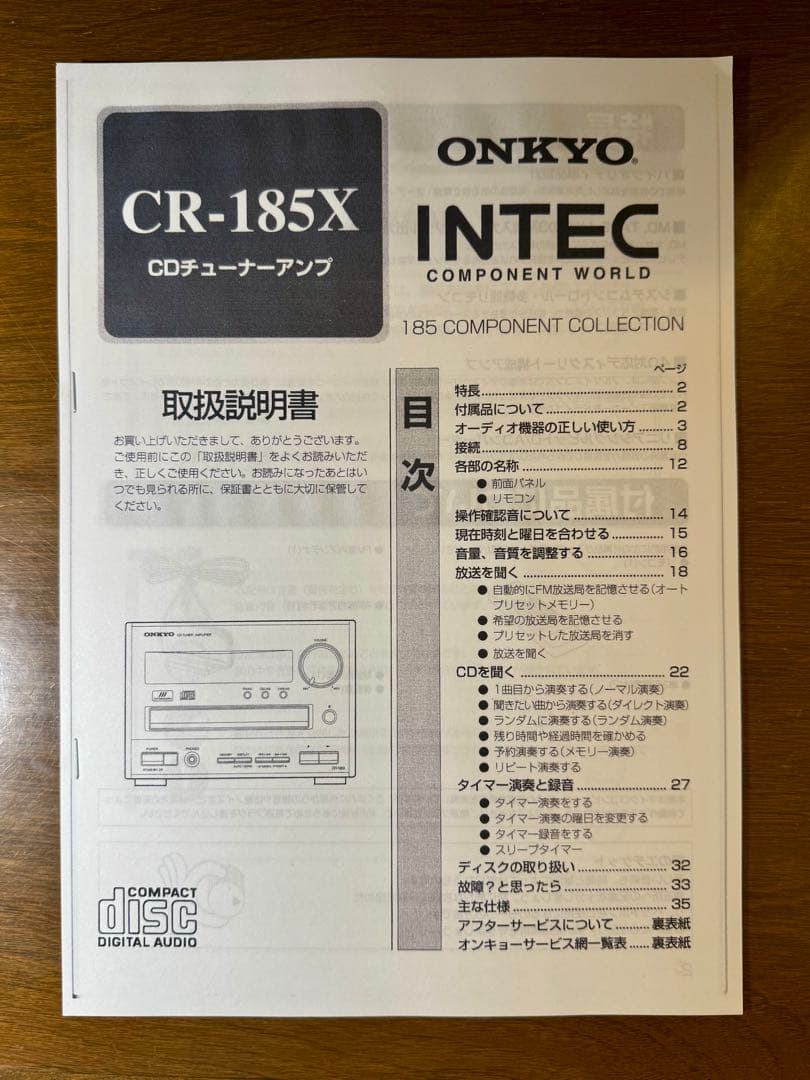 CR-185X
CDチューナーアンプ
ONKYO
INTEC
COMPONENT WORLD
185 COMPONENT COLLECTION
取扱説明書
お買い上げいただきまして、ありがとうございます。
ご使用前にこの「取扱説明書」をよくお読みいただ
き、正しくご使用ください。お読みになったあとはい
つでも見られる所に、保証書とともに大切に保管して
ください。
ONKYO
COMPACT
disc
DIGITAL AUDIO
目次
ページ
特長 2
付属品について 2
オーディオ機器の正しい使い方 3
接続 8
各部の名称 12
● 前面パネル
● リモコン
操作確認音について 14
現在時刻と曜日を合わせる 15
音量、音質を調整する 16
放送を聞く 18
● 自動的にFM放送局を記憶させる(オート
プリセットメモリー)
● 希望の放送局を記憶させる
● プリセットした放送局を消す
● 放送を聞く
CDを聞く 22
● 1曲目から演奏する(ノーマル演奏)
● 聞きたい曲から演奏する(ダイレクト演奏)
● ランダムに演奏する(ランダム演奏)
● 残り時間や経過時間を確かめる
● 予約演奏する(メモリー演奏)
● リピート演奏する
タイマー演奏と録音 27
● タイマー演奏をする
● タイマー演奏の曜日を変更する
● タイマー録音をする
● スリープタイマー
ディスクの取り扱い 32
故障?と思ったら 33
主な仕様 35
アフターサービスについて 裏表紙
オンキョーサービス網一覧表 裏表紙